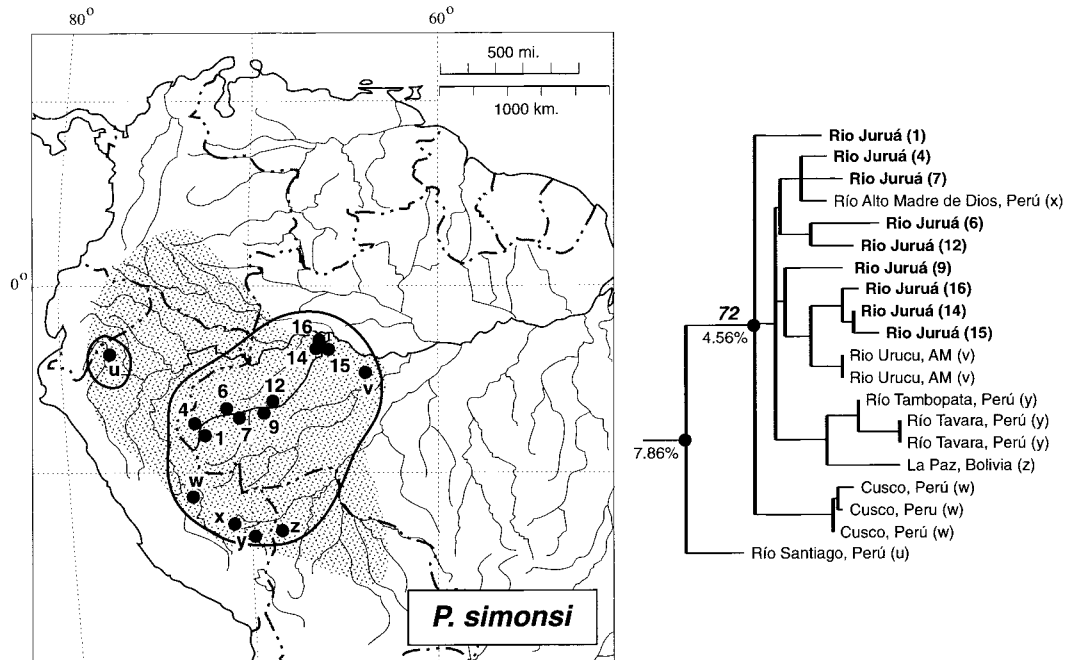 80°
60°
500 mi.
1000 km.
0°
u
16
14
15
v
12
6
4
7
9
1
w
x
y
z
P. simonsi
Rio Juruá (1)
Rio Juruá (4)
Rio Juruá (7)
Río Alto Madre de Dios, Perú (x)
Rio Juruá (6)
Rio Juruá (12)
Rio Juruá (9)
Rio Juruá (16)
72
Rio Juruá (14)
4.56%
Rio Juruá (15)
Rio Urucu, AM (v)
Rio Urucu, AM (v)
Río Tambopata, Perú (y)
Río Tavara, Perú (y)
Río Tavara, Perú (y)
7.86%
La Paz, Bolivia (z)
Cusco, Perú (w)
Cusco, Peru (w)
Cusco, Perú (w)
Río Santiago, Perú (u)